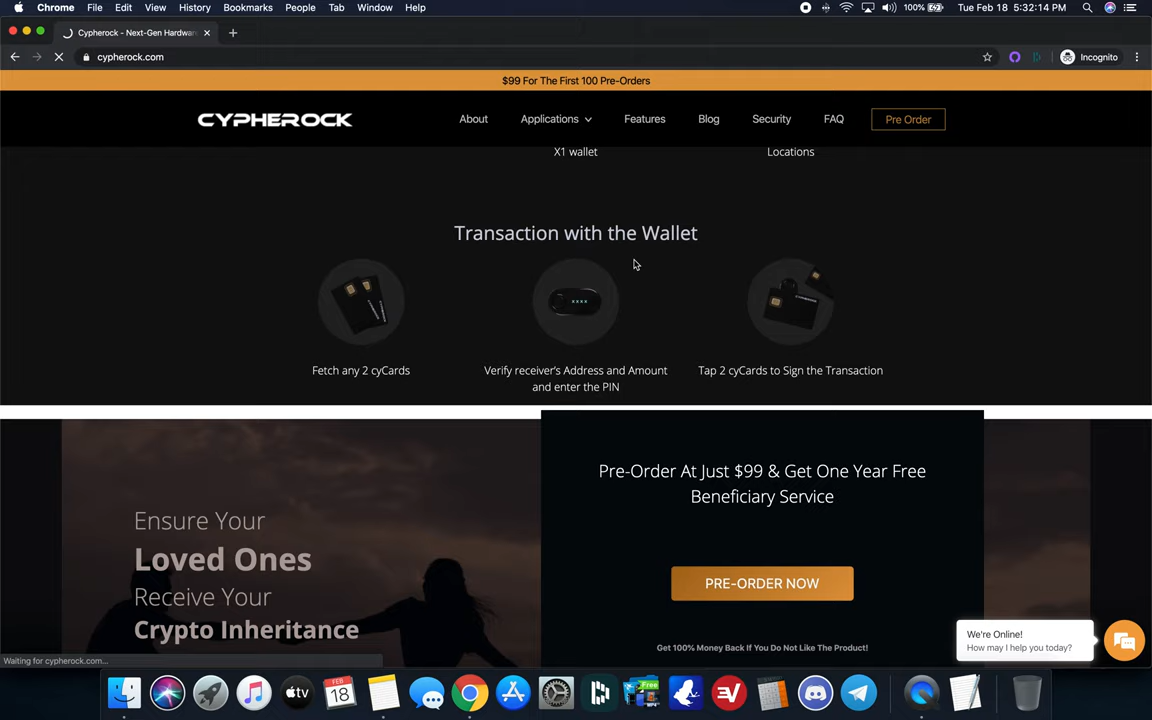 Chrome File Edit View History Bookmarks People Tab Window Help 100% Tue Feb 18 5:32:14 PM
Cypherock - Next-Gen Hardwar
cypherock.com Incognito
$99 For The First 100 Pre-Orders
CYPHEROCK About Applications Features Blog Security FAQ Pre Order
X1 wallet Locations
Transaction with the Wallet
XXXX
Fetch any 2 cyCards Verify receiver's Address and Amount Tap 2 cyCards to Sign the Transaction
and enter the PIN
Pre-Order At Just $99 & Get One Year Free
Beneficiary Service
Ensure Your
Loved Ones
Receive Your
Crypto Inheritance
PRE-ORDER NOW
Get 100% Money Back If You Do Not Like The Product!
We're Online!
How may I help you today?
Waiting for cypherock.com...
FEB
18
tv
Free